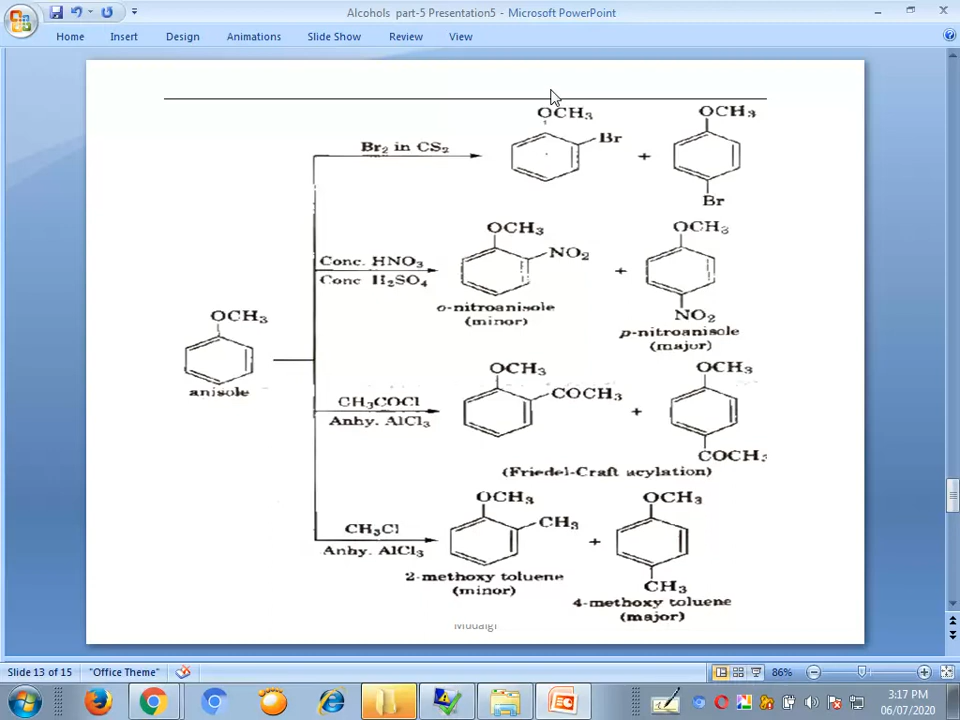 Alcohols part-5 Presentation5 - Microsoft PowerPoint
Home Insert Design Animations Slide Show Review View
Br₂ in CS₂
OCH₃
Br
+
OCH₃
Br
Conc. HNO₃
Conc H₂SO₄
OCH₃
NO₂
o-nitroanisole
(minor)
+
OCH₃
NO₂
p-nitroanisole
(major)
OCH₃
anisole
CH₃COCl
Anhy. AlCl₃
OCH₃
COCH₃
+
OCH₃
COCH₃
(Friedel-Craft acylation)
CH₃Cl
Anhy. AlCl₃
OCH₃
CH₃
2-methoxy toluene
(minor)
+
OCH₃
CH₃
4-methoxy toluene
(major)
Mudalgi
Slide 13 of 15 "Office Theme" 86%
3:17 PM
06/07/2020